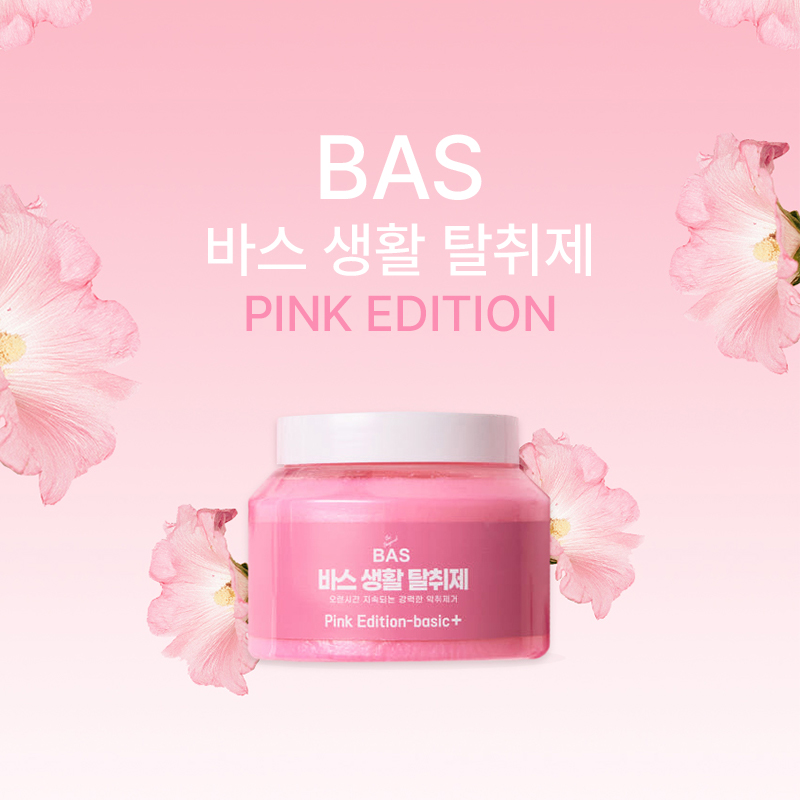 BAS
바스 생활 탈취제
PINK EDITION
BAS
바스 생활 탈취제
오랜시간 지속되는 강력한 악취제거
Pink Edition-basic+